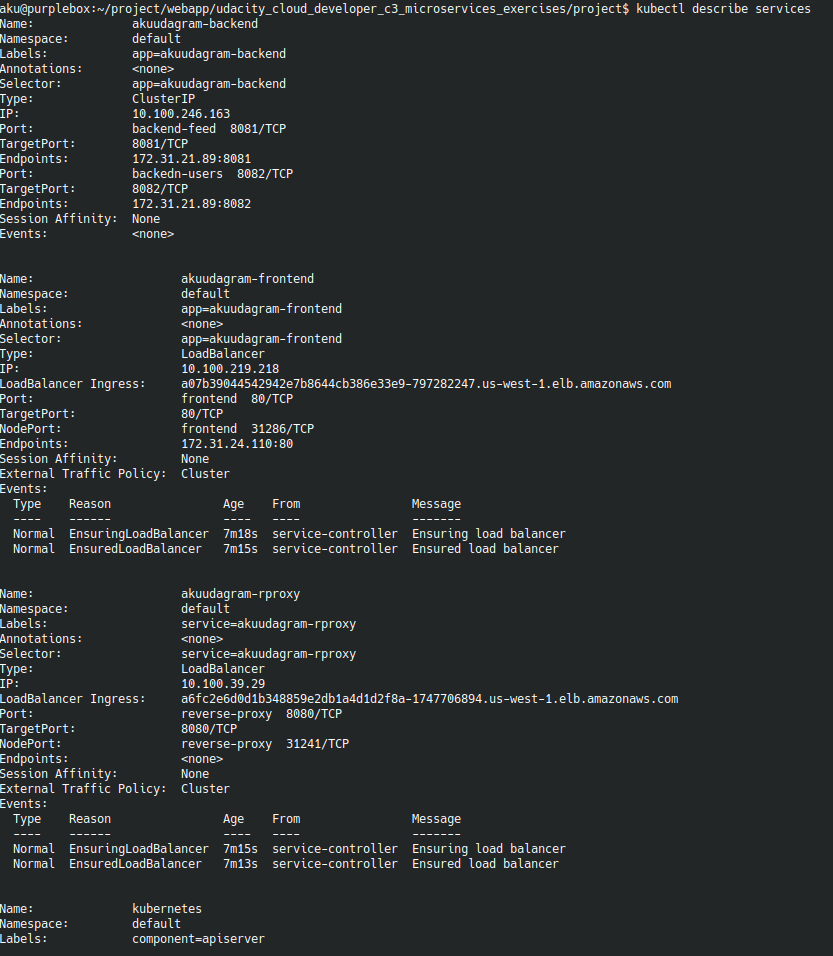 aku@purplebox:~/project/webapp/udacity_cloud_developer_c3_microservices_exercises/project$ kubectl describe services
Name:              akuudagram-backend
Namespace:         default
Labels:            app=akuudagram-backend
Annotations:       <none>
Selector:          app=akuudagram-backend
Type:              ClusterIP
IP:                10.100.246.163
Port:              backend-feed  8081/TCP
TargetPort:        8081/TCP
Endpoints:         172.31.21.89:8081
Port:              backedn-users  8082/TCP
TargetPort:        8082/TCP
Endpoints:         172.31.21.89:8082
Session Affinity:  None
Events:            <none>

Name:                     akuudagram-frontend
Namespace:                default
Labels:                   app=akuudagram-frontend
Annotations:              <none>
Selector:                 app=akuudagram-frontend
Type:                     LoadBalancer
IP:                       10.100.219.218
LoadBalancer Ingress:     a07b39044542942e7b8644cb386e33e9-797282247.us-west-1.elb.amazonaws.com
Port:                     frontend  80/TCP
TargetPort:               80/TCP
NodePort:                 frontend  31286/TCP
Endpoints:                172.31.24.110:80
Session Affinity:         None
External Traffic Policy:  Cluster
Events:
  Type    Reason                Age    From                Message
  ----    ------                ----   ----                -------
  Normal  EnsuringLoadBalancer  7m18s  service-controller  Ensuring load balancer
  Normal  EnsuredLoadBalancer   7m15s  service-controller  Ensured load balancer

Name:                     akuudagram-rproxy
Namespace:                default
Labels:                   service=akuudagram-rproxy
Annotations:              <none>
Selector:                 service=akuudagram-rproxy
Type:                     LoadBalancer
IP:                       10.100.39.29
LoadBalancer Ingress:     a6fc2e6d0d1b348859e2db1a4d1d2f8a-1747706894.us-west-1.elb.amazonaws.com
Port:                     reverse-proxy  8080/TCP
TargetPort:               8080/TCP
NodePort:                 reverse-proxy  31241/TCP
Endpoints:                <none>
Session Affinity:         None
External Traffic Policy:  Cluster
Events:
  Type    Reason                Age    From                Message
  ----    ------                ----   ----                -------
  Normal  EnsuringLoadBalancer  7m15s  service-controller  Ensuring load balancer
  Normal  EnsuredLoadBalancer   7m13s  service-controller  Ensured load balancer

Name:              kubernetes
Namespace:         default
Labels:            component=apiserver